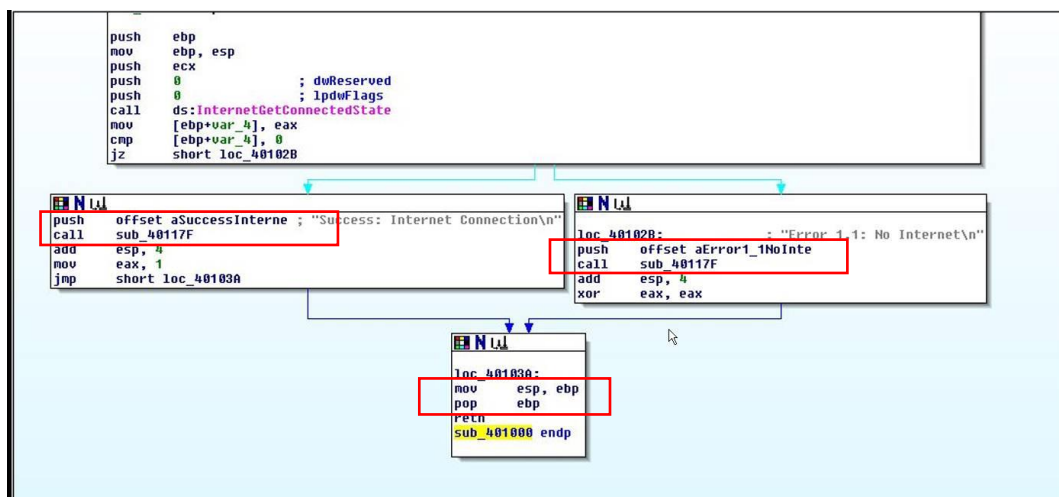 push ebp
mov ebp, esp
push ecx
push 0 ; dwReserved
push 0 ; lpdwFlags
call ds:InternetGetConnectedState
mov [ebp+var_4], eax
cmp [ebp+var_4], 0
jz short loc_40102B
push offset aSuccessInterne ; "Success: Internet Connection\n"
call sub_40117F
add esp, 4
mov eax, 1
jmp short loc_40103A
loc_40102B: ; "Error 1.1: No Internet\n"
push offset aError1_1NoInte
call sub_40117F
add esp, 4
xor eax, eax
loc_40103A:
mov esp, ebp
pop ebp
retn
sub_401000 endp